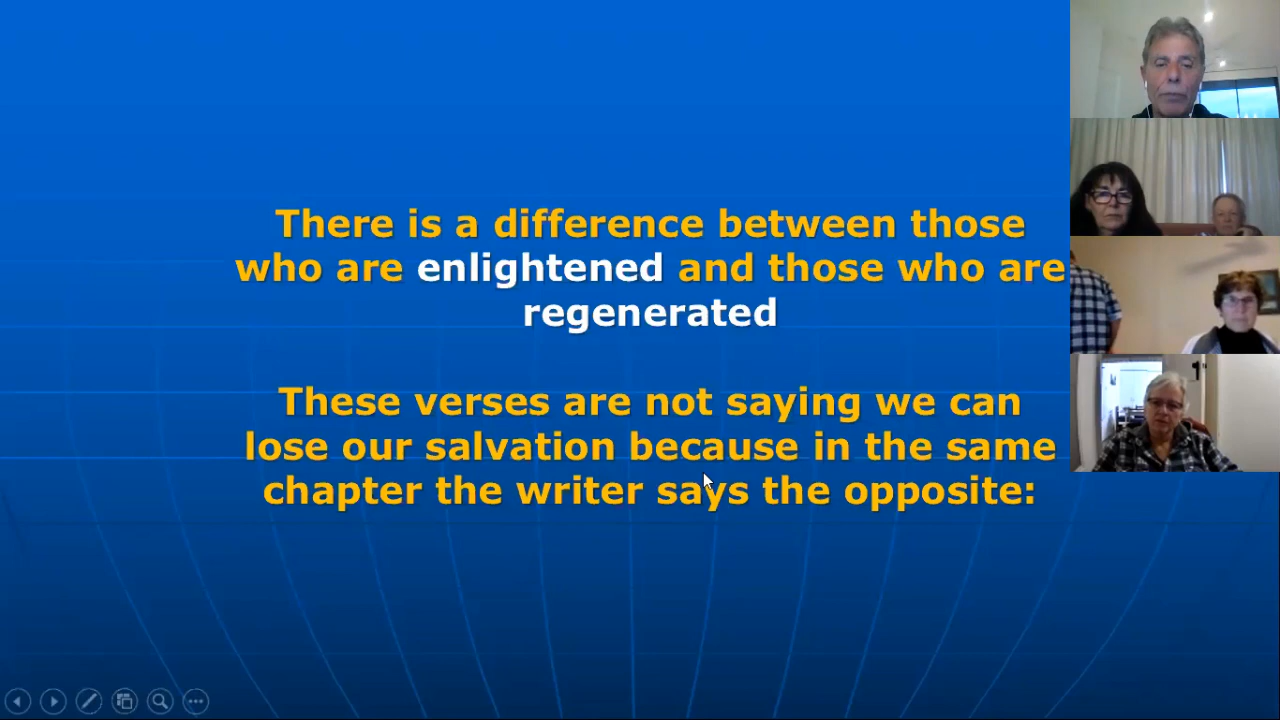 There is a difference between those
who are enlightened and those who are
regenerated
These verses are not saying we can
lose our salvation because in the same
chapter the writer says the opposite: